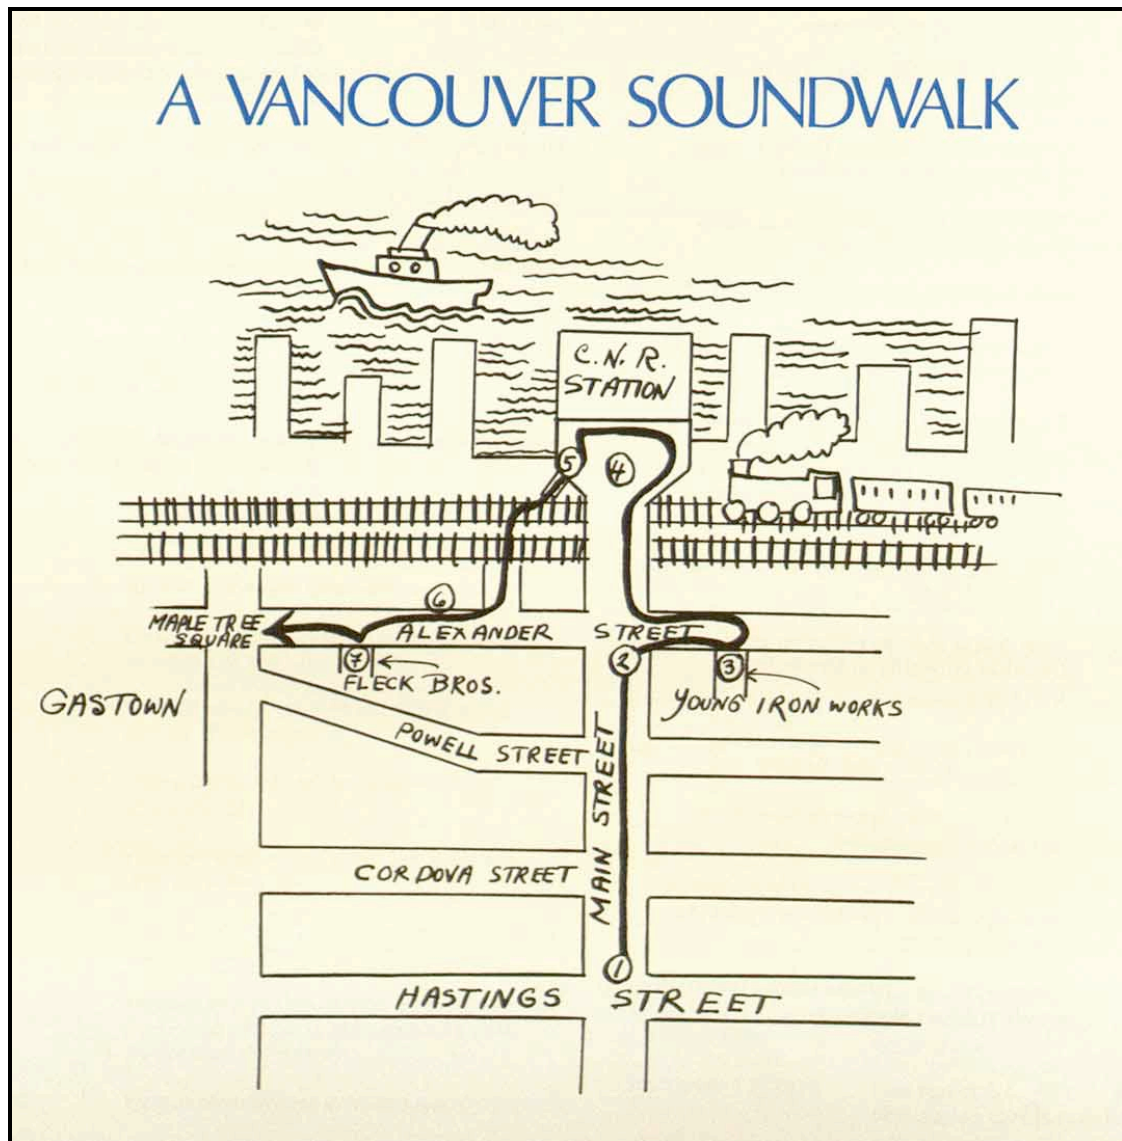 A VANCOUVER SOUNDWALK
C.N.R.
STATION
5
4
6
MAPLE TREE
SQUARE
ALEXANDER STREET
7
2
3
FLECK BROS.
GASTOWN
YOUNG IRON WORKS
POWELL STREET
MAIN STREET
CORDOVA STREET
1
HASTINGS STREET